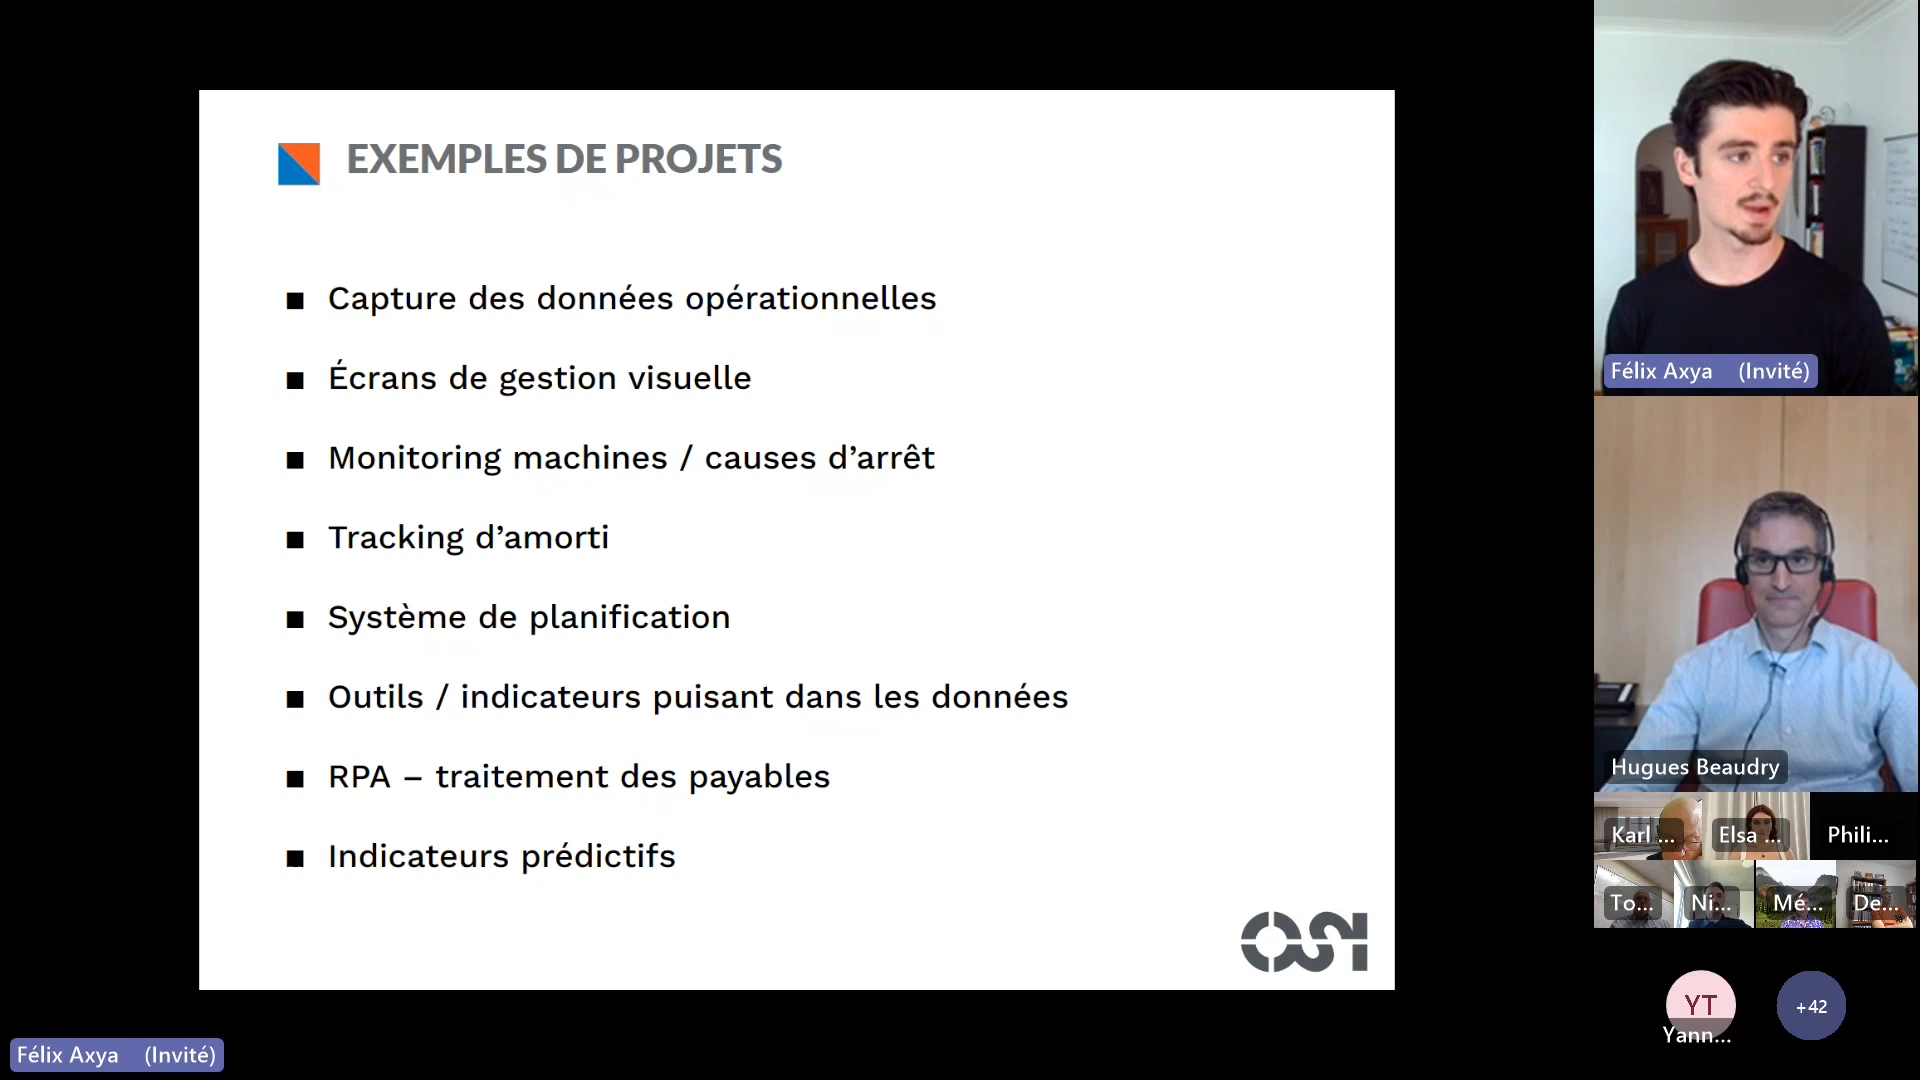 EXEMPLES DE PROJETS
■ Capture des données opérationnelles
■ Écrans de gestion visuelle
■ Monitoring machines / causes d’arrêt
■ Tracking d’amorti
■ Système de planification
■ Outils / indicateurs puisant dans les données
■ RPA – traitement des payables
■ Indicateurs prédictifs
OSI
Félix Axya (Invité)
Félix Axya (Invité)
Hugues Beaudry
Karl ...
Elsa ...
Phili...
To...
Ni...
Mé...
De...
YT
Yann...
+42